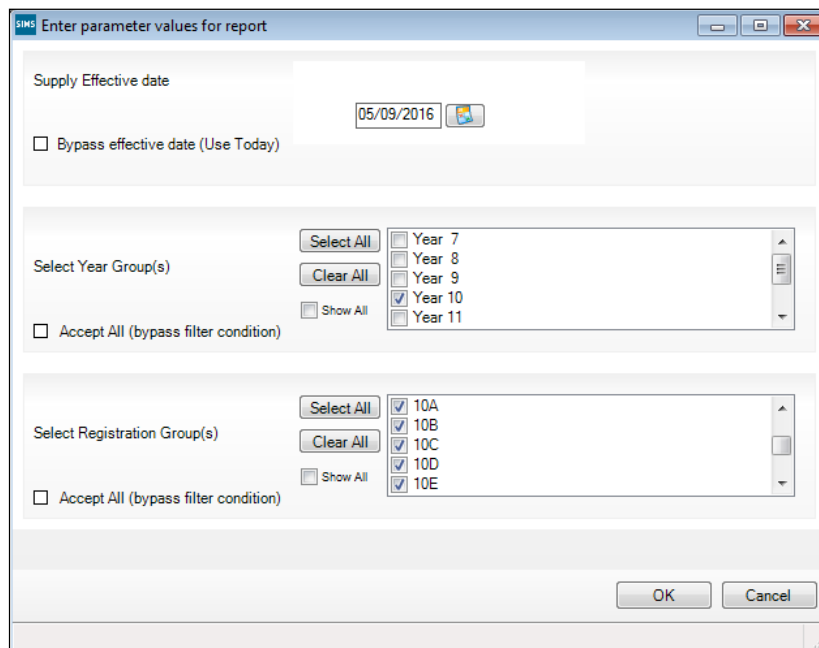 SIMS Enter parameter values for report
Supply Effective date
05/09/2016
Bypass effective date (Use Today)
Select All
Year 7
Year 8
Select Year Group(s)
Clear All
Year 9
Year 10
Show All
Year 11
Accept All (bypass filter condition)
Select All
10A
10B
Select Registration Group(s)
Clear All
10C
10D
Show All
10E
Accept All (bypass filter condition)
OK
Cancel